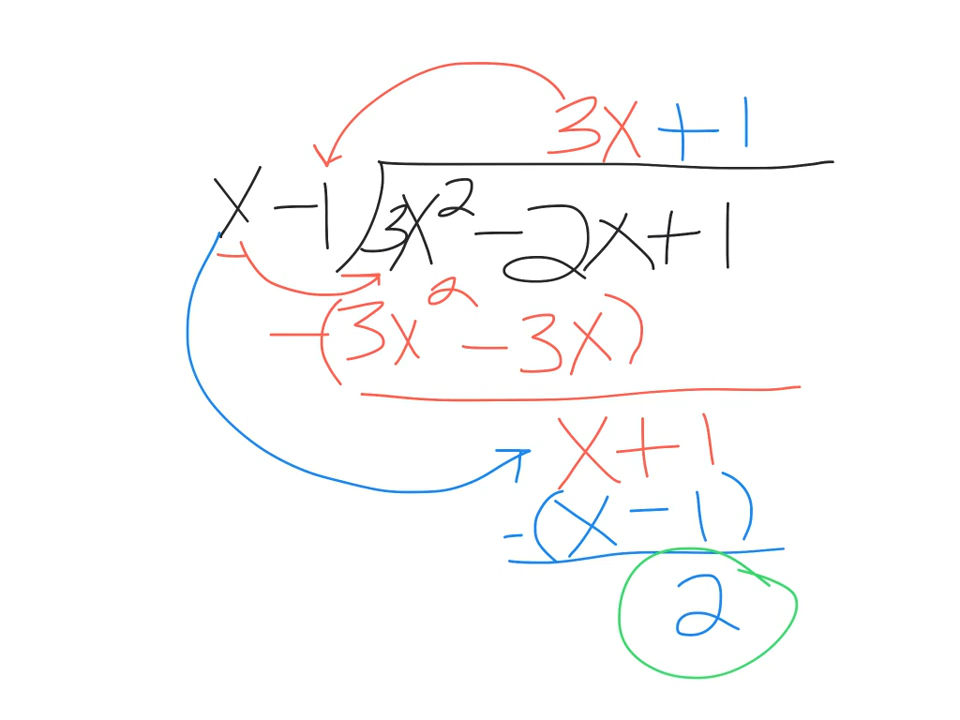 3x + 1
x - 1 ) 3x² - 2x + 1
-(3x² - 3x)
x + 1
-(x - 1)
2